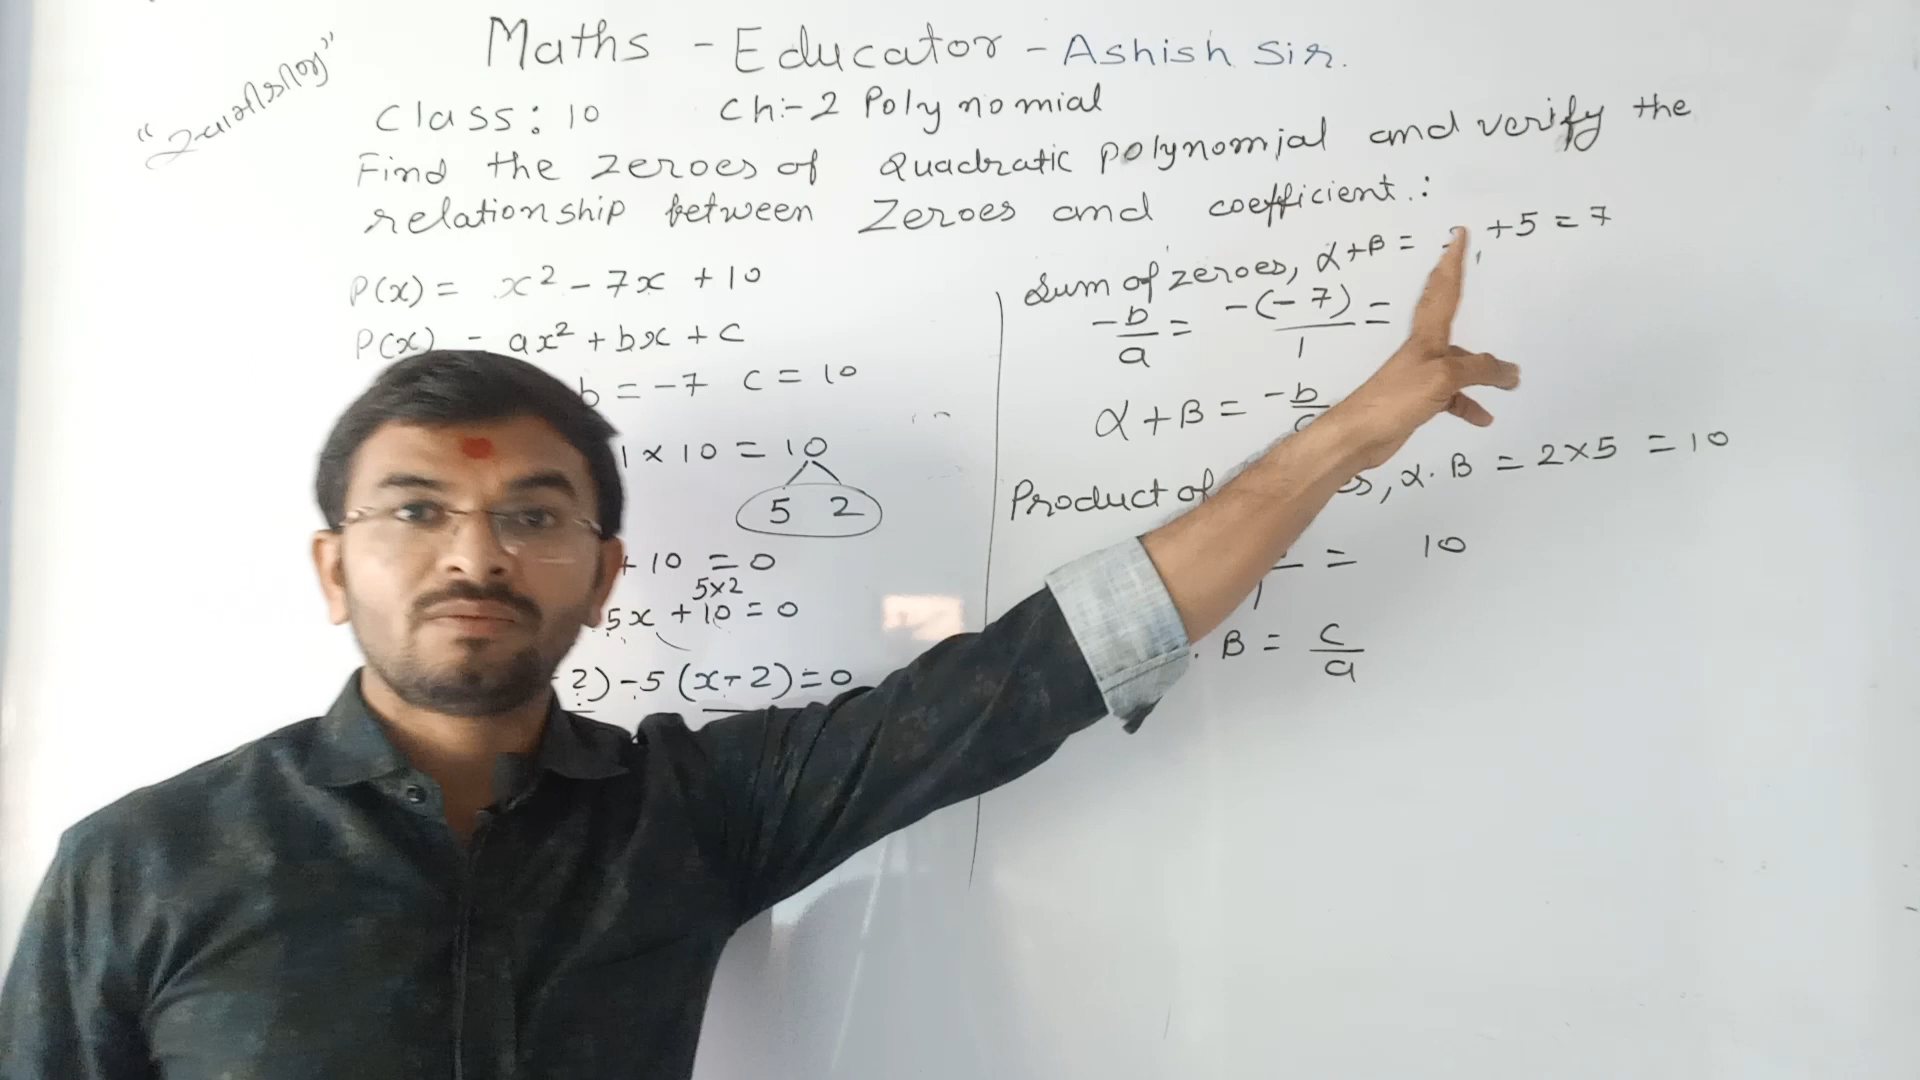 Maths - Educator - Ashish Sir.
"સ્વામીશ્રીજી"
Class : 10 Ch:- 2 Polynomial
Find the zeroes of Quadratic polynomial and verify the
relationship between Zeroes and coefficient. :
P(x) = x² - 7x + 10
P(x) = ax² + bx + c
b = -7 c = 10
1 × 10 = 10
5 2
+ 10 = 0
5×2
5x + 10 = 0
2) - 5 (x - 2) = 0
Sum of zeroes, α+β = +5 = 7
-b/a = -(-7)/1 =
α + β = -b
Product of , α . β = 2×5 = 10
= 10
. β = c/a